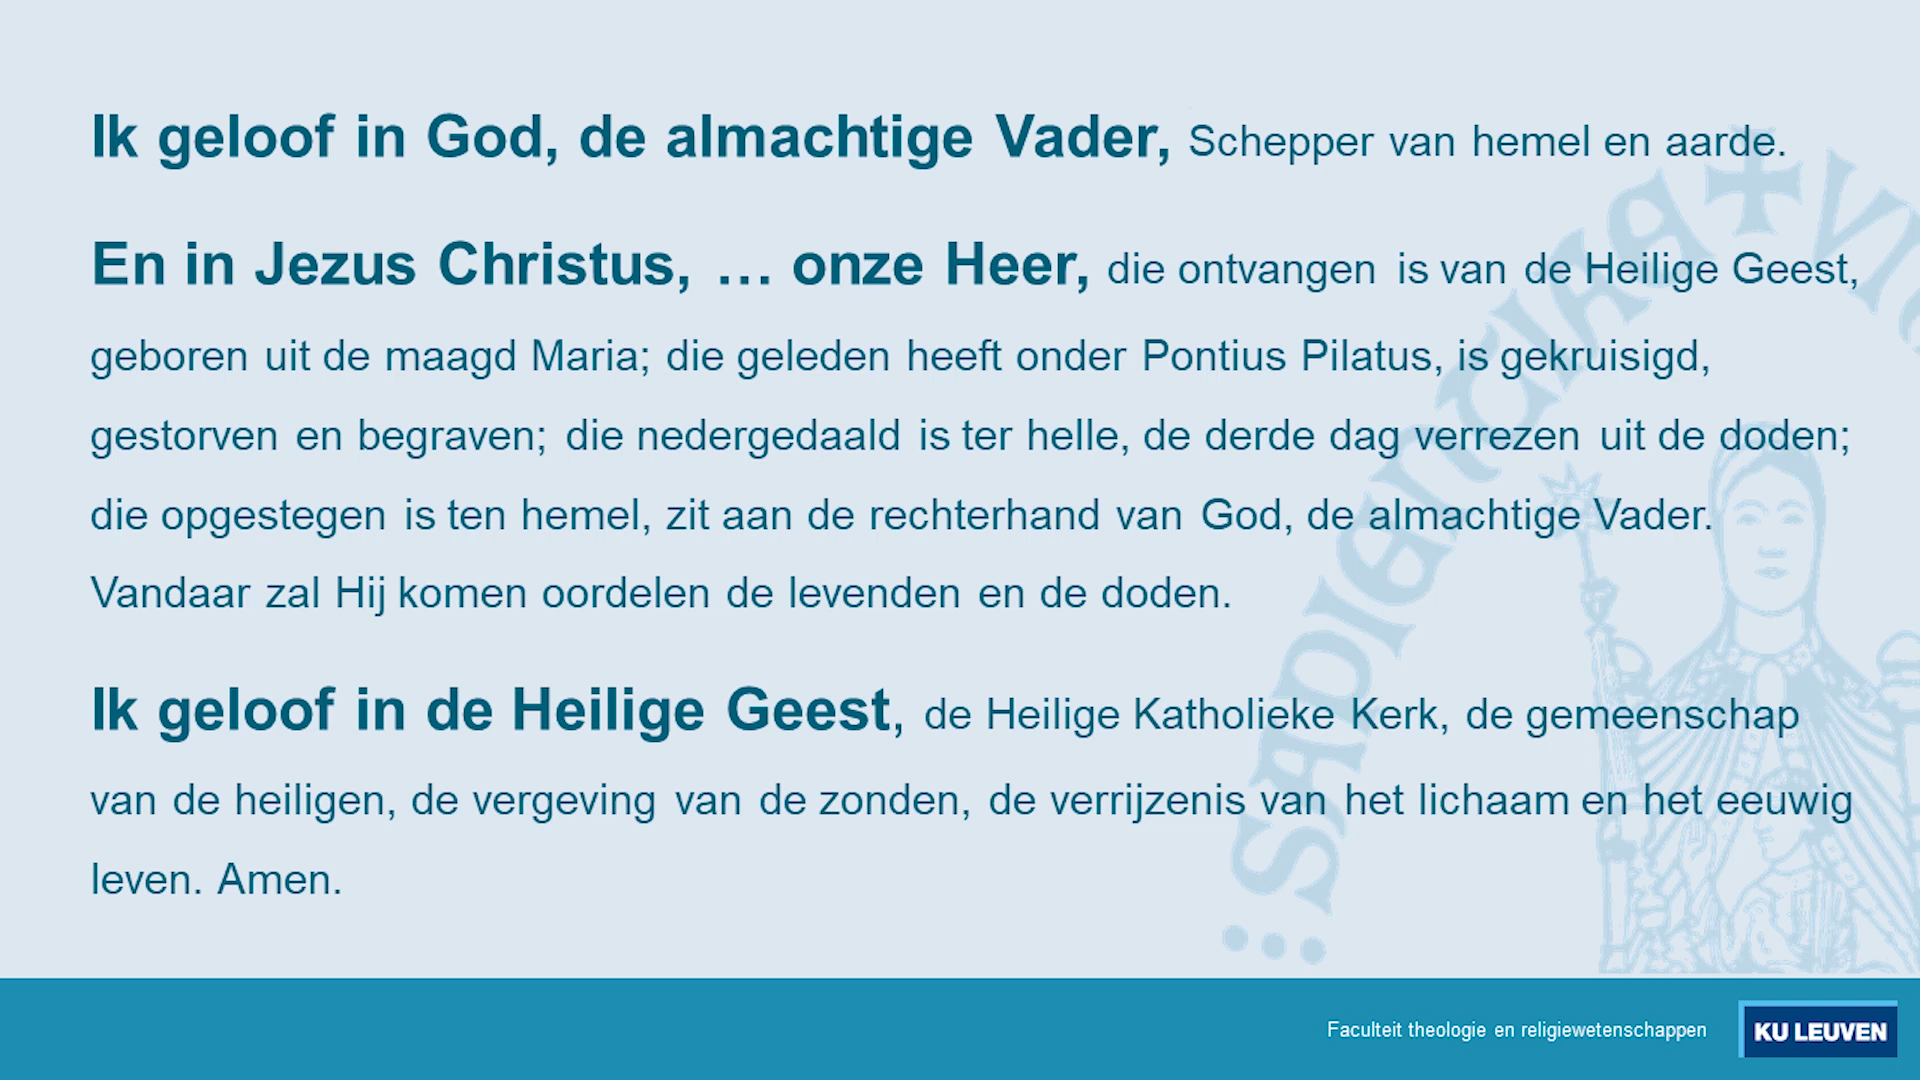 Ik geloof in God, de almachtige Vader, Schepper van hemel en aarde.
En in Jezus Christus, … onze Heer, die ontvangen is van de Heilige Geest,
geboren uit de maagd Maria; die geleden heeft onder Pontius Pilatus, is gekruisigd,
gestorven en begraven; die nedergedaald is ter helle, de derde dag verrezen uit de doden;
die opgestegen is ten hemel, zit aan de rechterhand van God, de almachtige Vader.
Vandaar zal Hij komen oordelen de levenden en de doden.
Ik geloof in de Heilige Geest, de Heilige Katholieke Kerk, de gemeenschap
van de heiligen, de vergeving van de zonden, de verrijzenis van het lichaam en het eeuwig
leven. Amen.
Faculteit theologie en religiewetenschappen
KU LEUVEN